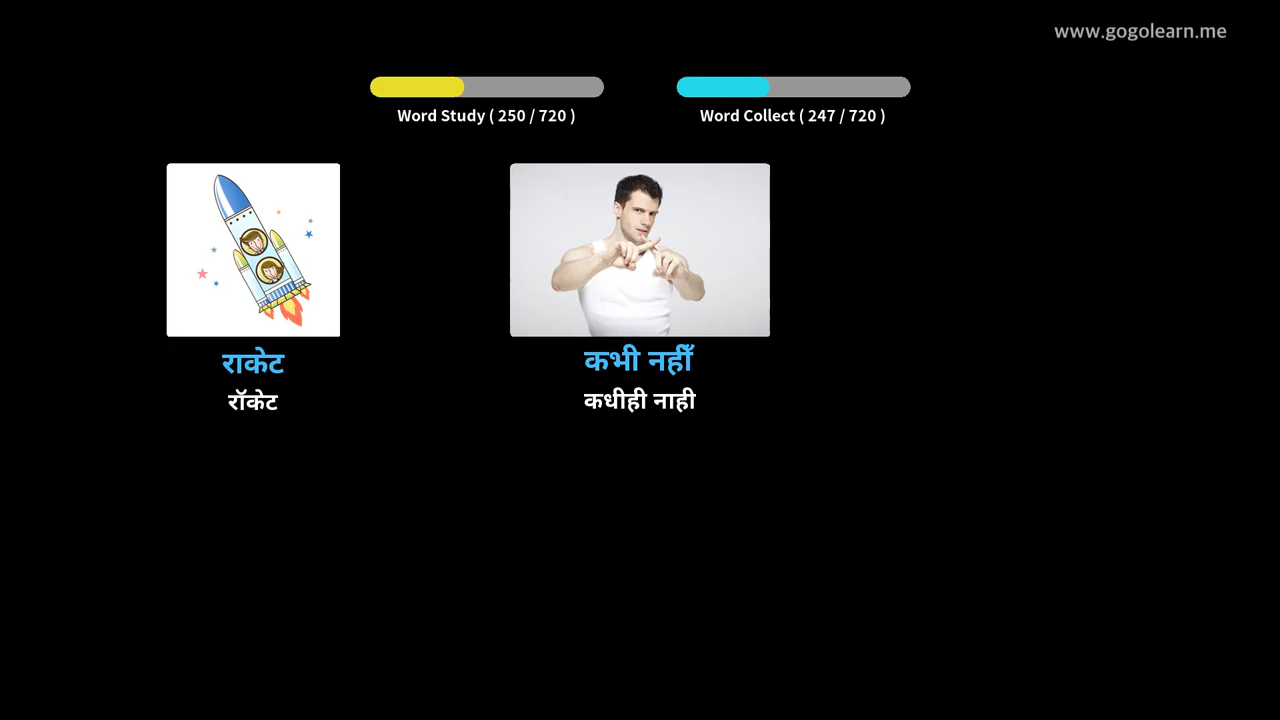 www.gogolearn.me
Word Study ( 250 / 720 )
Word Collect ( 247 / 720 )
राकेट
रॉकेट
कभी नहीँ
कधीही नाही